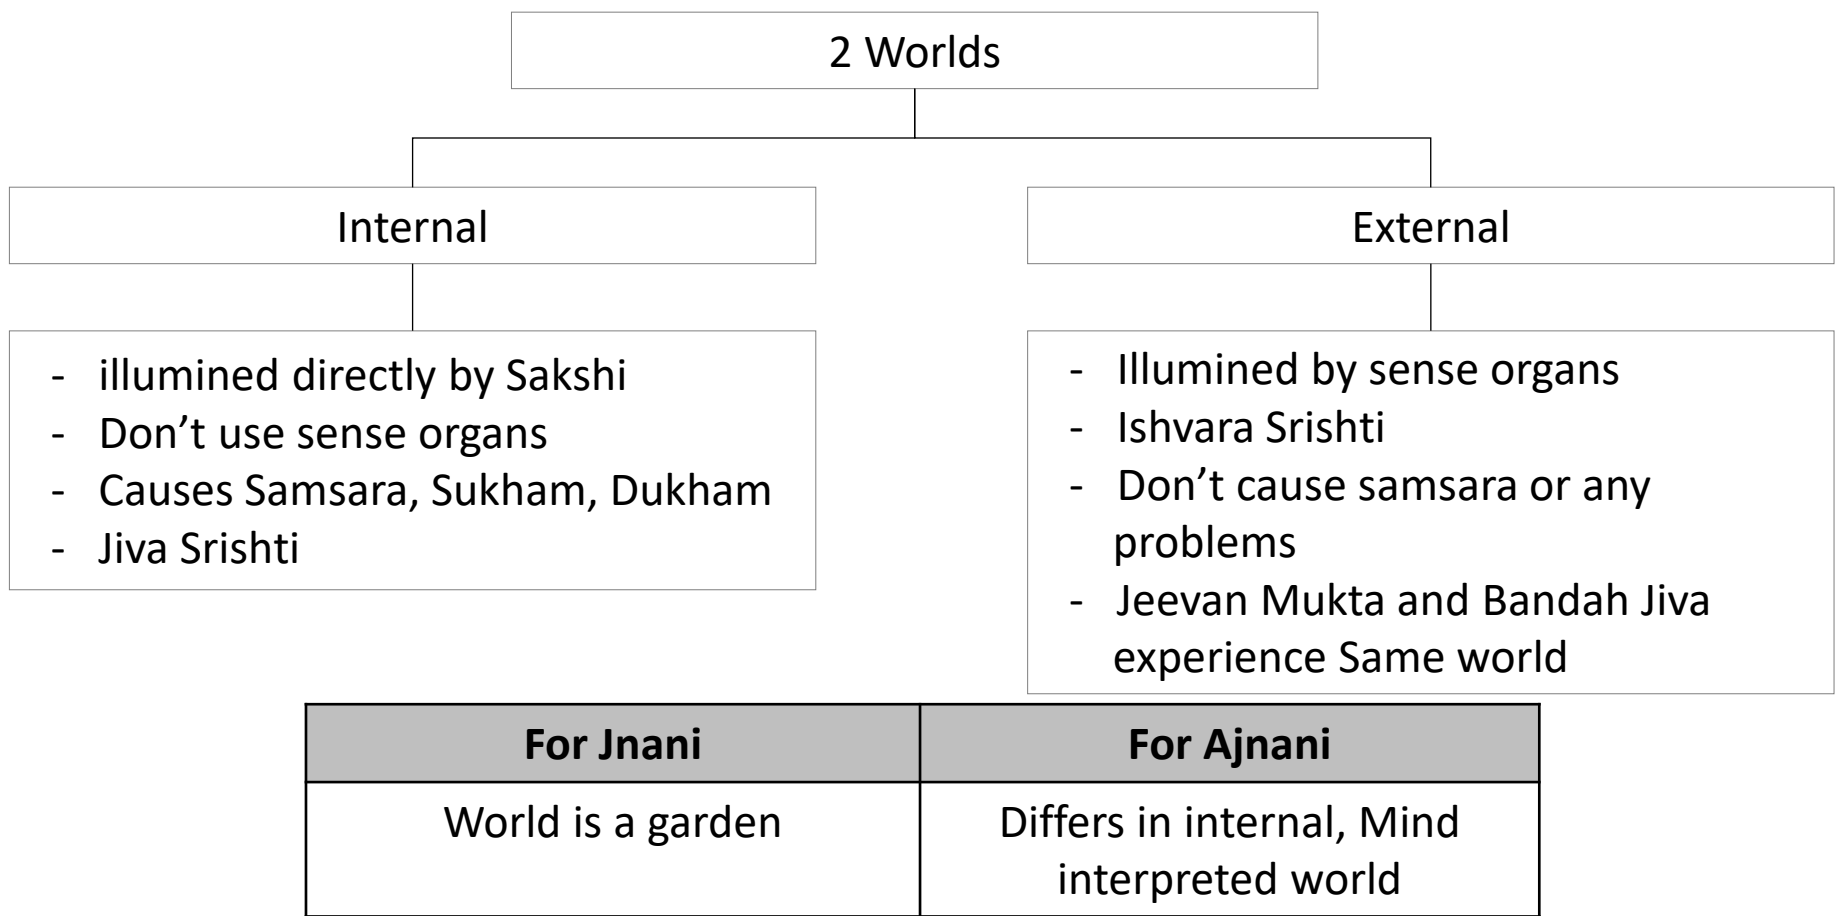 2 Worlds
Internal
External
- illumined directly by Sakshi
- Don’t use sense organs
- Causes Samsara, Sukham, Dukham
- Jiva Srishti
- Illumined by sense organs
- Ishvara Srishti
- Don’t cause samsara or any
problems
- Jeevan Mukta and Bandah Jiva
experience Same world
For Jnani
For Ajnani
World is a garden
Differs in internal, Mind
interpreted world